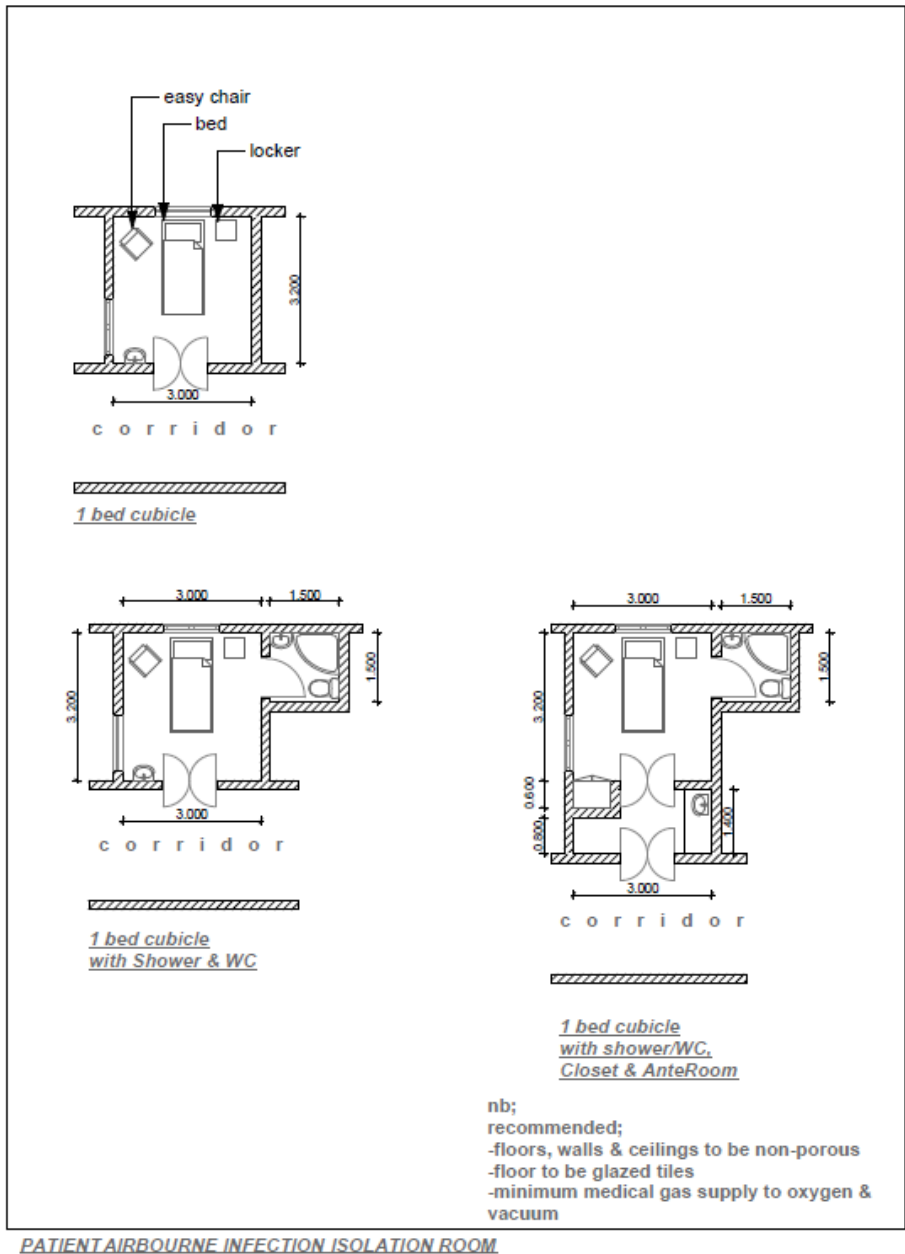 easy chair
bed
locker
3.200
3.000
c o r r i d o r
1 bed cubicle
3.000
1.500
3.200
1.500
3.000
c o r r i d o r
1 bed cubicle
with Shower & WC
3.000
1.500
3.200
1.500
0.600
0.800
1.400
3.000
c o r r i d o r
1 bed cubicle
with shower/WC,
Closet & AnteRoom
nb;
recommended;
-floors, walls & ceilings to be non-porous
-floor to be glazed tiles
-minimum medical gas supply to oxygen &
vacuum
PATIENT AIRBOURNE INFECTION ISOLATION ROOM